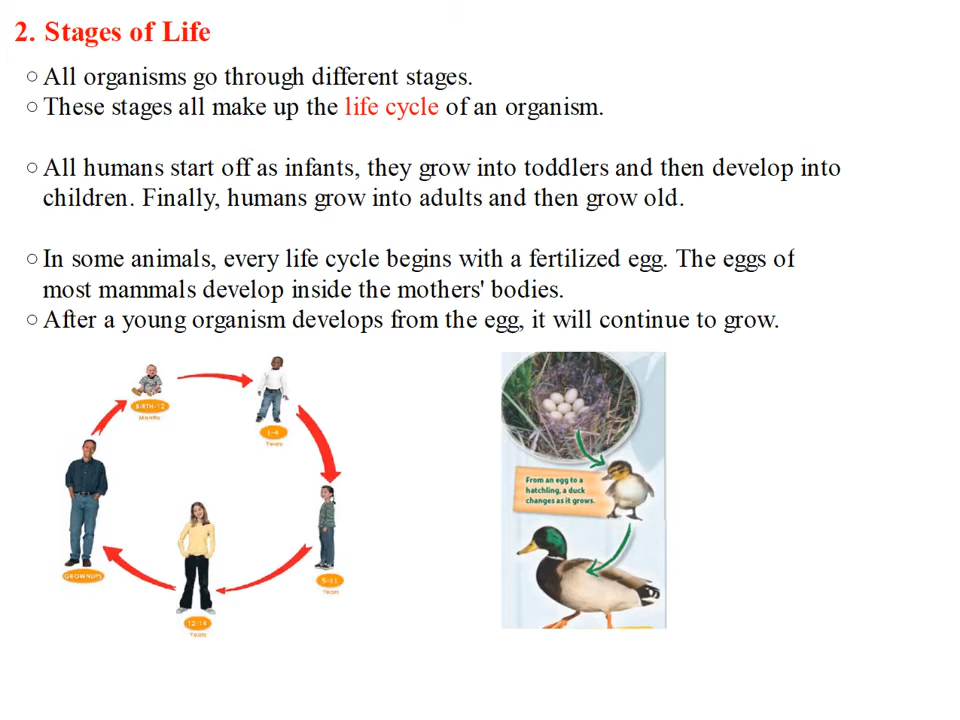 2. Stages of Life
○ All organisms go through different stages.
○ These stages all make up the life cycle of an organism.
○ All humans start off as infants, they grow into toddlers and then develop into
children. Finally, humans grow into adults and then grow old.
○ In some animals, every life cycle begins with a fertilized egg. The eggs of
most mammals develop inside the mothers' bodies.
○ After a young organism develops from the egg, it will continue to grow.
BIRTH-12
Months
1-4
Years
5-11
Years
12-14
Years
GROWNUPS
From an egg to a
hatchling, a duck
changes as it grows.